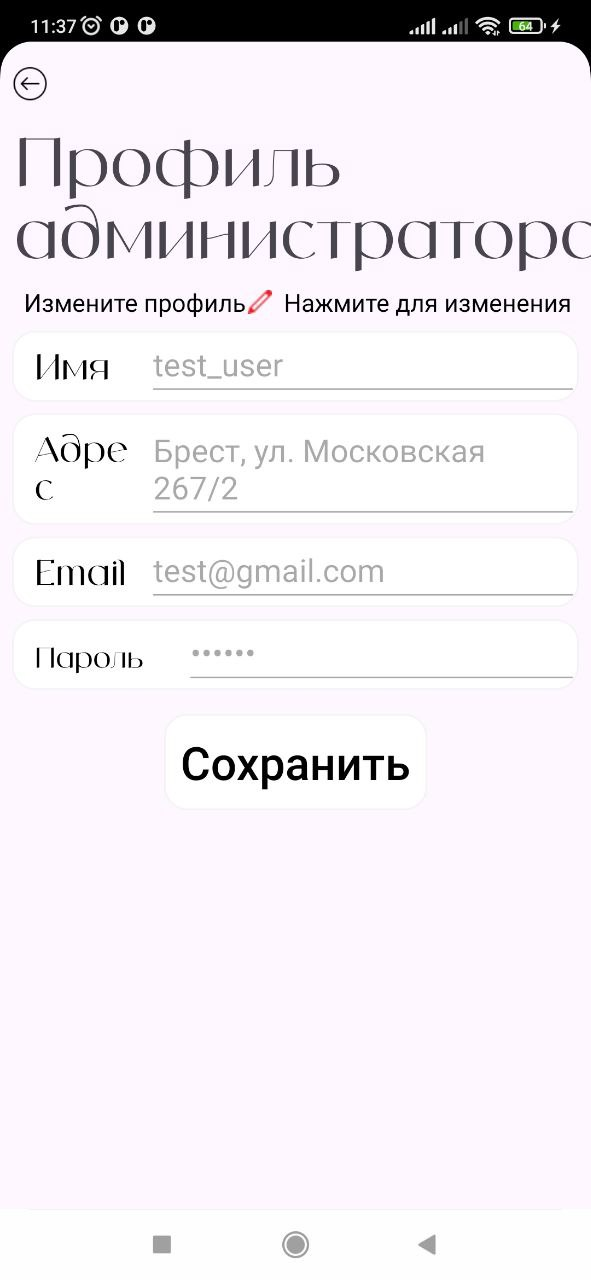 11:37
64
Профиль
администратора
Измените профиль Нажмите для изменения
Имя test_user
Адре
с
Брест, ул. Московская
267/2
Email test@gmail.com
Пароль ••••••
Сохранить